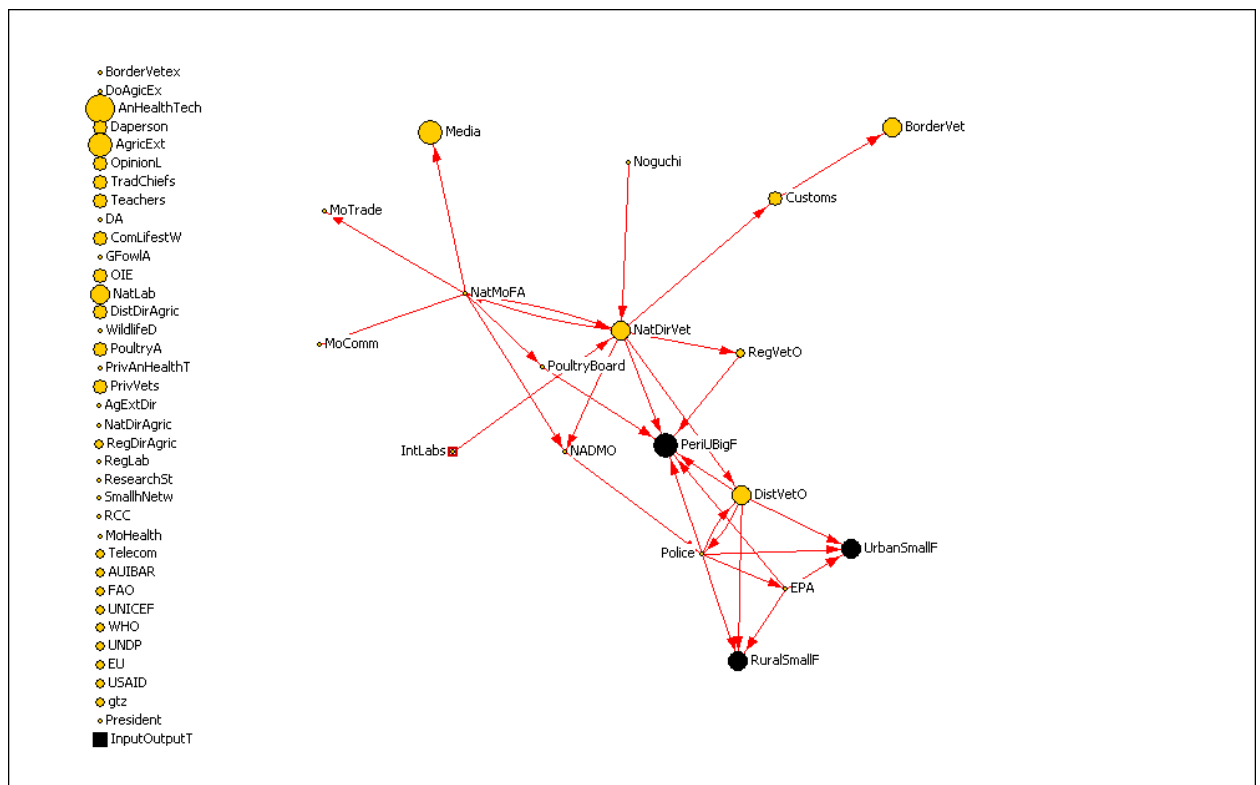 BorderVetex
DoAgicEx
AnHealthTech
Daperson
AgricExt
OpinionL
TradChiefs
Teachers
DA
ComLifestW
GFowlA
OIE
NatLab
DistDirAgric
WildlifeD
PoultryA
PrivAnHealthT
PrivVets
AgExtDir
NatDirAgric
RegDirAgric
RegLab
ResearchSt
SmallhNetw
RCC
MoHealth
Telecom
AUIBAR
FAO
UNICEF
WHO
UNDP
EU
USAID
gtz
President
InputOutputT
Media
BorderVet
Noguchi
Customs
MoTrade
NatMoFA
NatDirVet
MoComm
RegVetO
PoultryBoard
PeriUBigF
IntLabs
NADMO
DistVetO
Police
UrbanSmallF
EPA
RuralSmallF